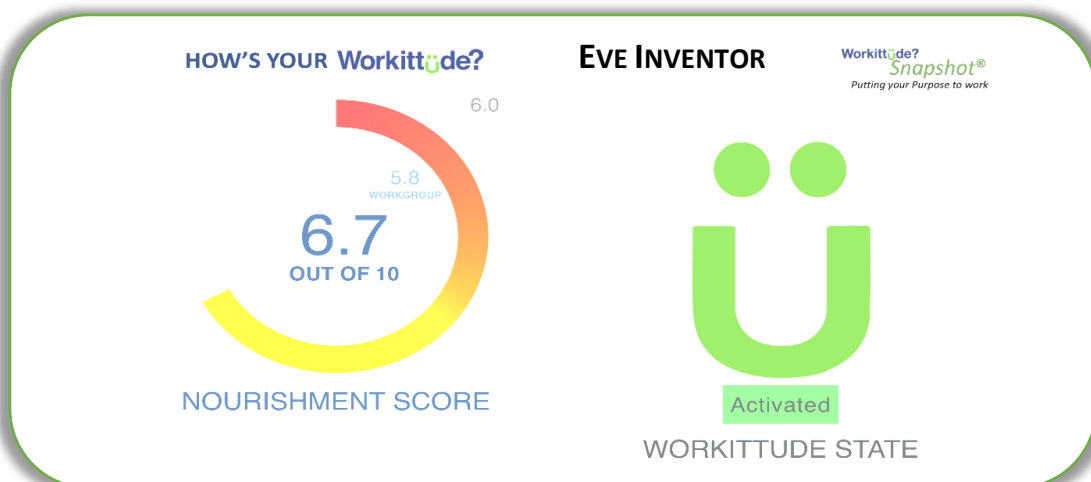 HOW'S YOUR Workittüde?
EVE INVENTOR
Workittüde?
Snapshot®
Putting your Purpose to work
6.0
5.8
WORKGROUP
6.7
OUT OF 10
NOURISHMENT SCORE
ü
Activated
WORKITTUDE STATE